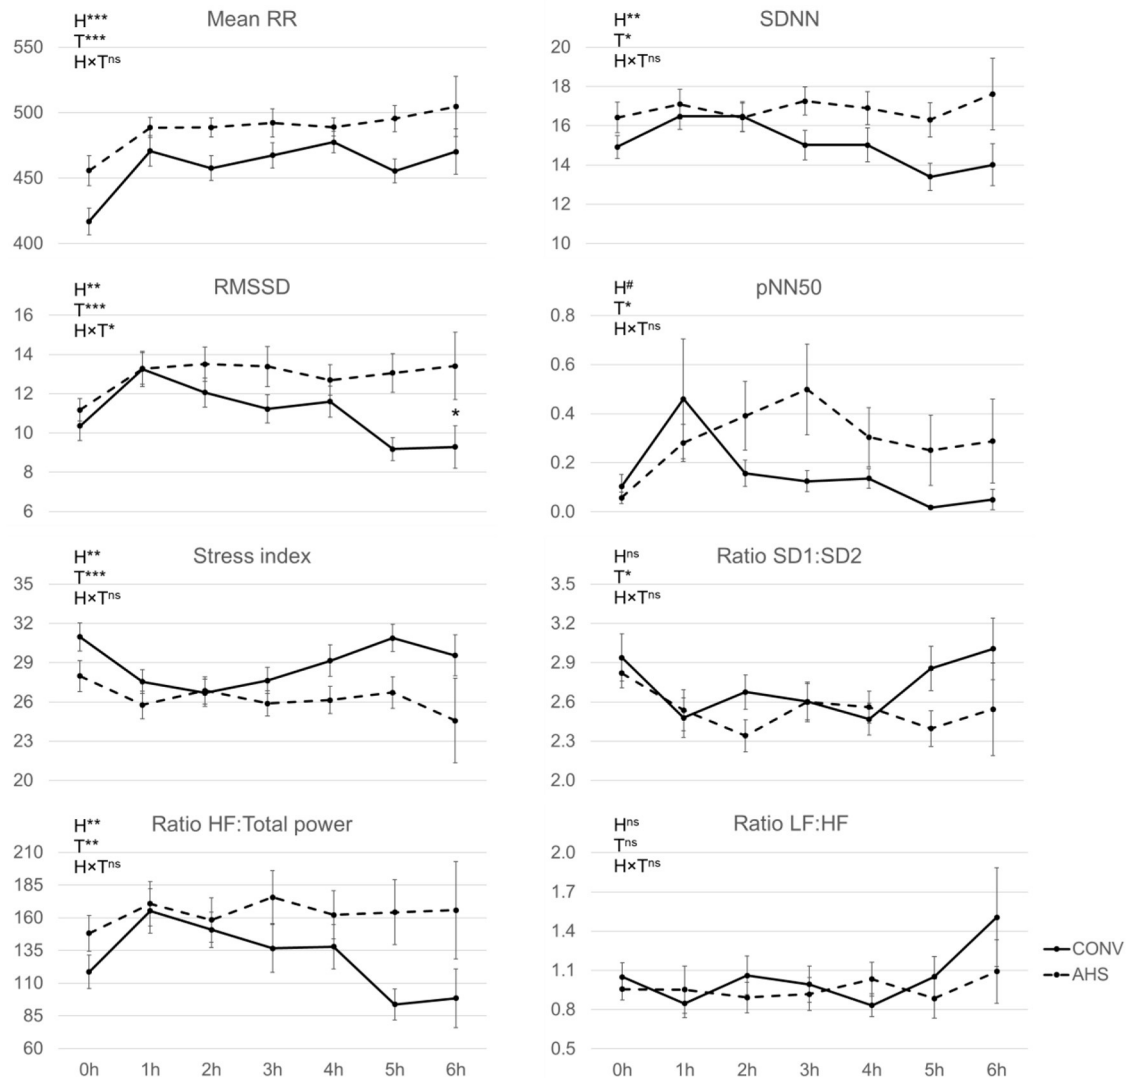 Mean RR
H***
T***
H×Tns
550
500
450
400
SDNN
H**
T*
H×Tns
20
18
16
14
12
10
RMSSD
H**
T***
H×T*
16
14
12
10
8
6
*
pNN50
H#
T*
H×Tns
0.8
0.6
0.4
0.2
0.0
Stress index
H**
T***
H×Tns
35
32
29
26
23
20
Ratio SD1:SD2
Hns
T*
H×Tns
3.5
3.2
2.9
2.6
2.3
2.0
Ratio HF:Total power
H**
T**
H×Tns
210
185
160
135
110
85
60
0h 1h 2h 3h 4h 5h 6h
Ratio LF:HF
Hns
Tns
H×Tns
2.0
1.7
1.4
1.1
0.8
0.5
0h 1h 2h 3h 4h 5h 6h
CONV
AHS